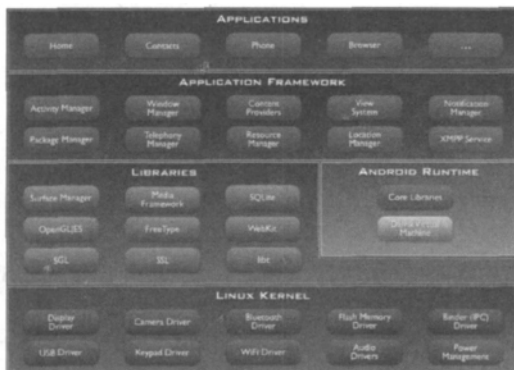 APPLICATIONS
Home Contacts Phone Browser ...
APPLICATION FRAMEWORK
Activity Manager Window Manager Content Providers View System Notification Manager
Package Manager Telephony Manager Resource Manager Location Manager XMPP Service
LIBRARIES
Surface Manager Media Framework SQLite
OpenGL|ES FreeType WebKit
SGL SSL libc
ANDROID RUNTIME
Core Libraries
Machine
LINUX KERNEL
Display Driver Camera Driver Bluetooth Driver Flash Memory Driver Binder (IPC) Driver
USB Driver Keypad Driver WiFi Driver Audio Drivers Power Management